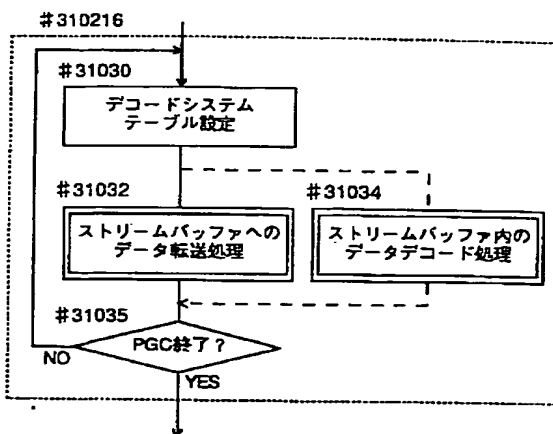 #310216
#31030
デコードシステム
テーブル設定
#31032
#31034
ストリームバッファへの
データ転送処理
ストリームバッファ内の
データデコード処理
#31035
PGC終了？
NO
YES